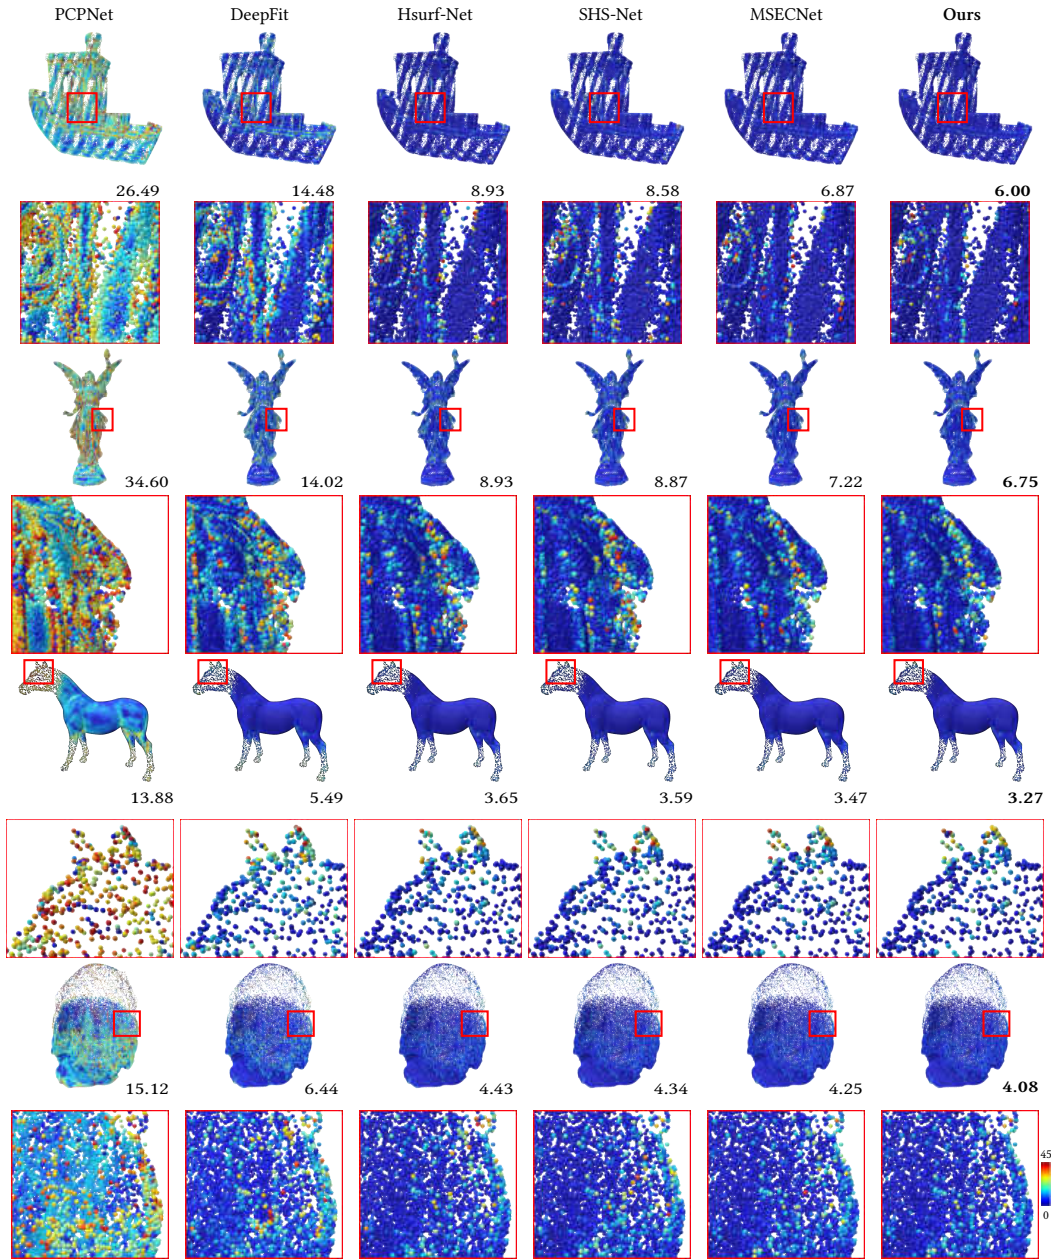 PCPNet DeepFit Hsurf-Net SHS-Net MSECNet Ours
26.49 14.48 8.93 8.58 6.87 6.00
34.60 14.02 8.93 8.87 7.22 6.75
13.88 5.49 3.65 3.59 3.47 3.27
15.12 6.44 4.43 4.34 4.25 4.08
45
0